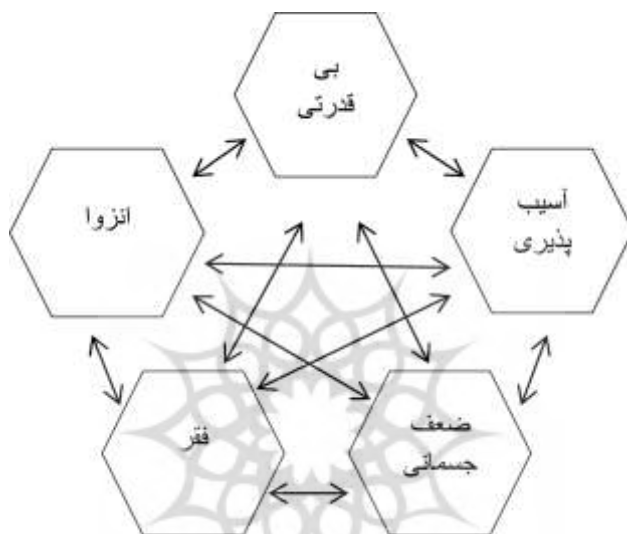 بی
قدرتی
آسیب
پذیری
انزوا
ضعف
جسمانی
فقر